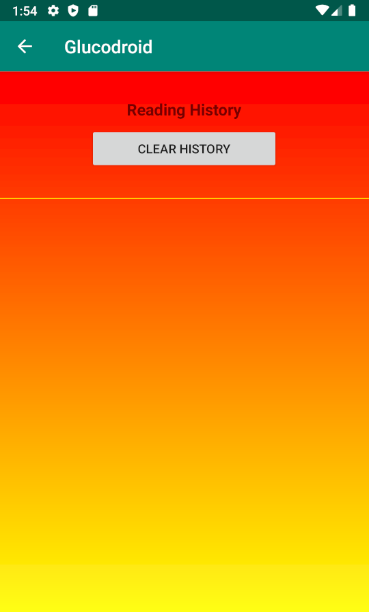 1:54
Glucodroid
Reading History
CLEAR HISTORY